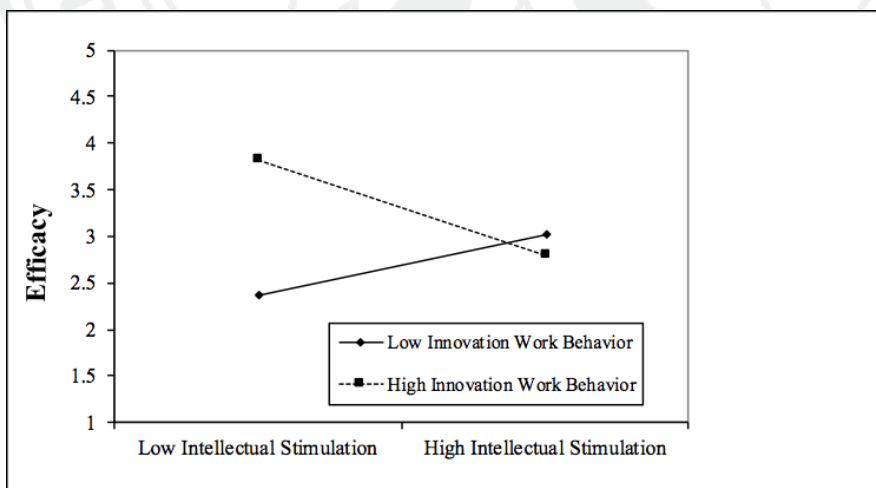 5
4.5
4
3.5
3
2.5
2
1.5
1
Efficacy
Low Innovation Work Behavior
High Innovation Work Behavior
Low Intellectual Stimulation High Intellectual Stimulation